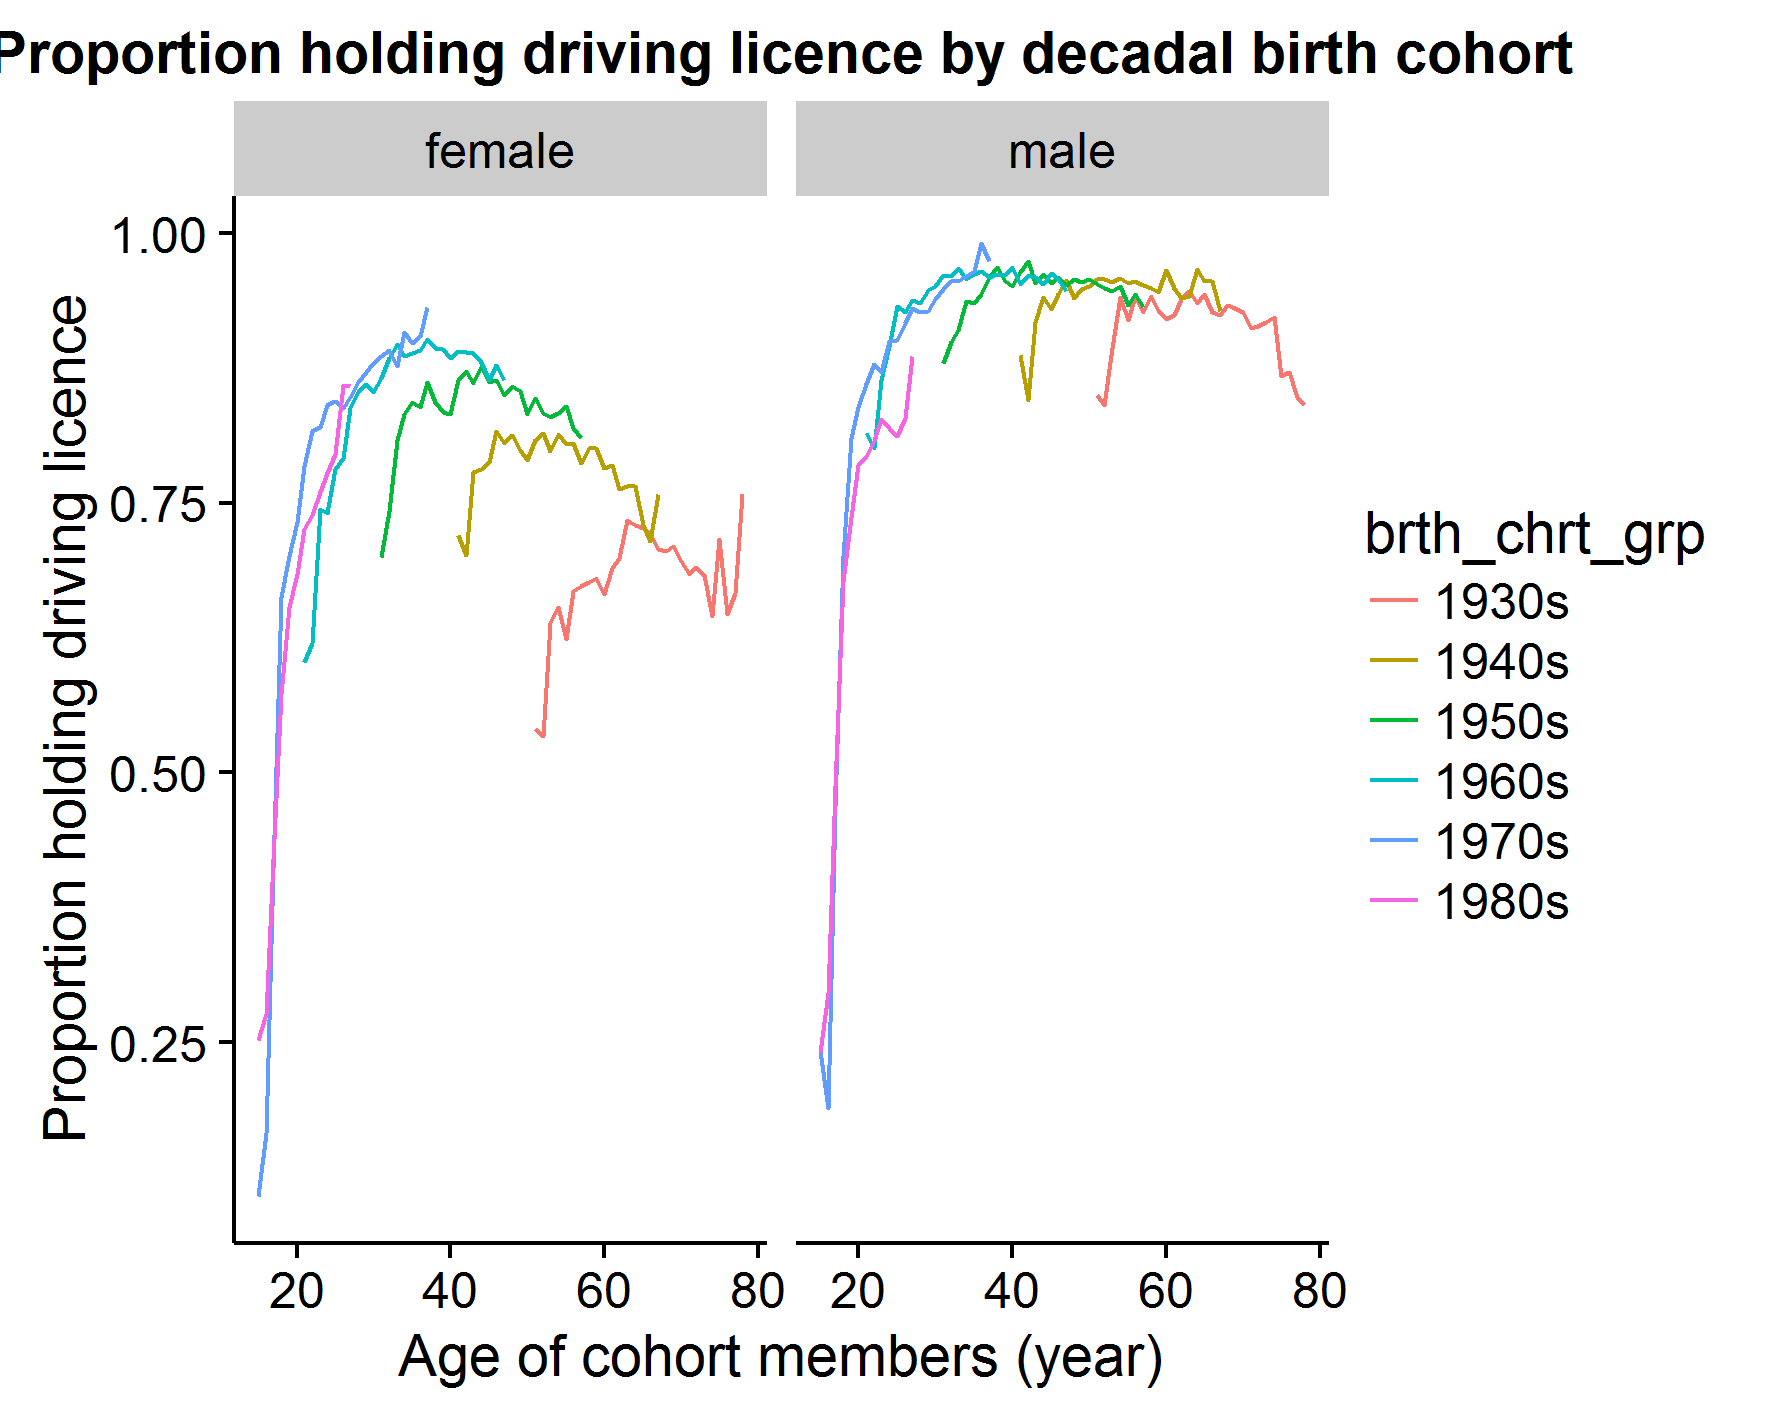 Proportion holding driving licence by decadal birth cohort
female
male
Proportion holding driving licence
1.00
0.75
0.50
0.25
20
40
60
80
20
40
60
80
Age of cohort members (year)
brth_chrt_grp
1930s
1940s
1950s
1960s
1970s
1980s